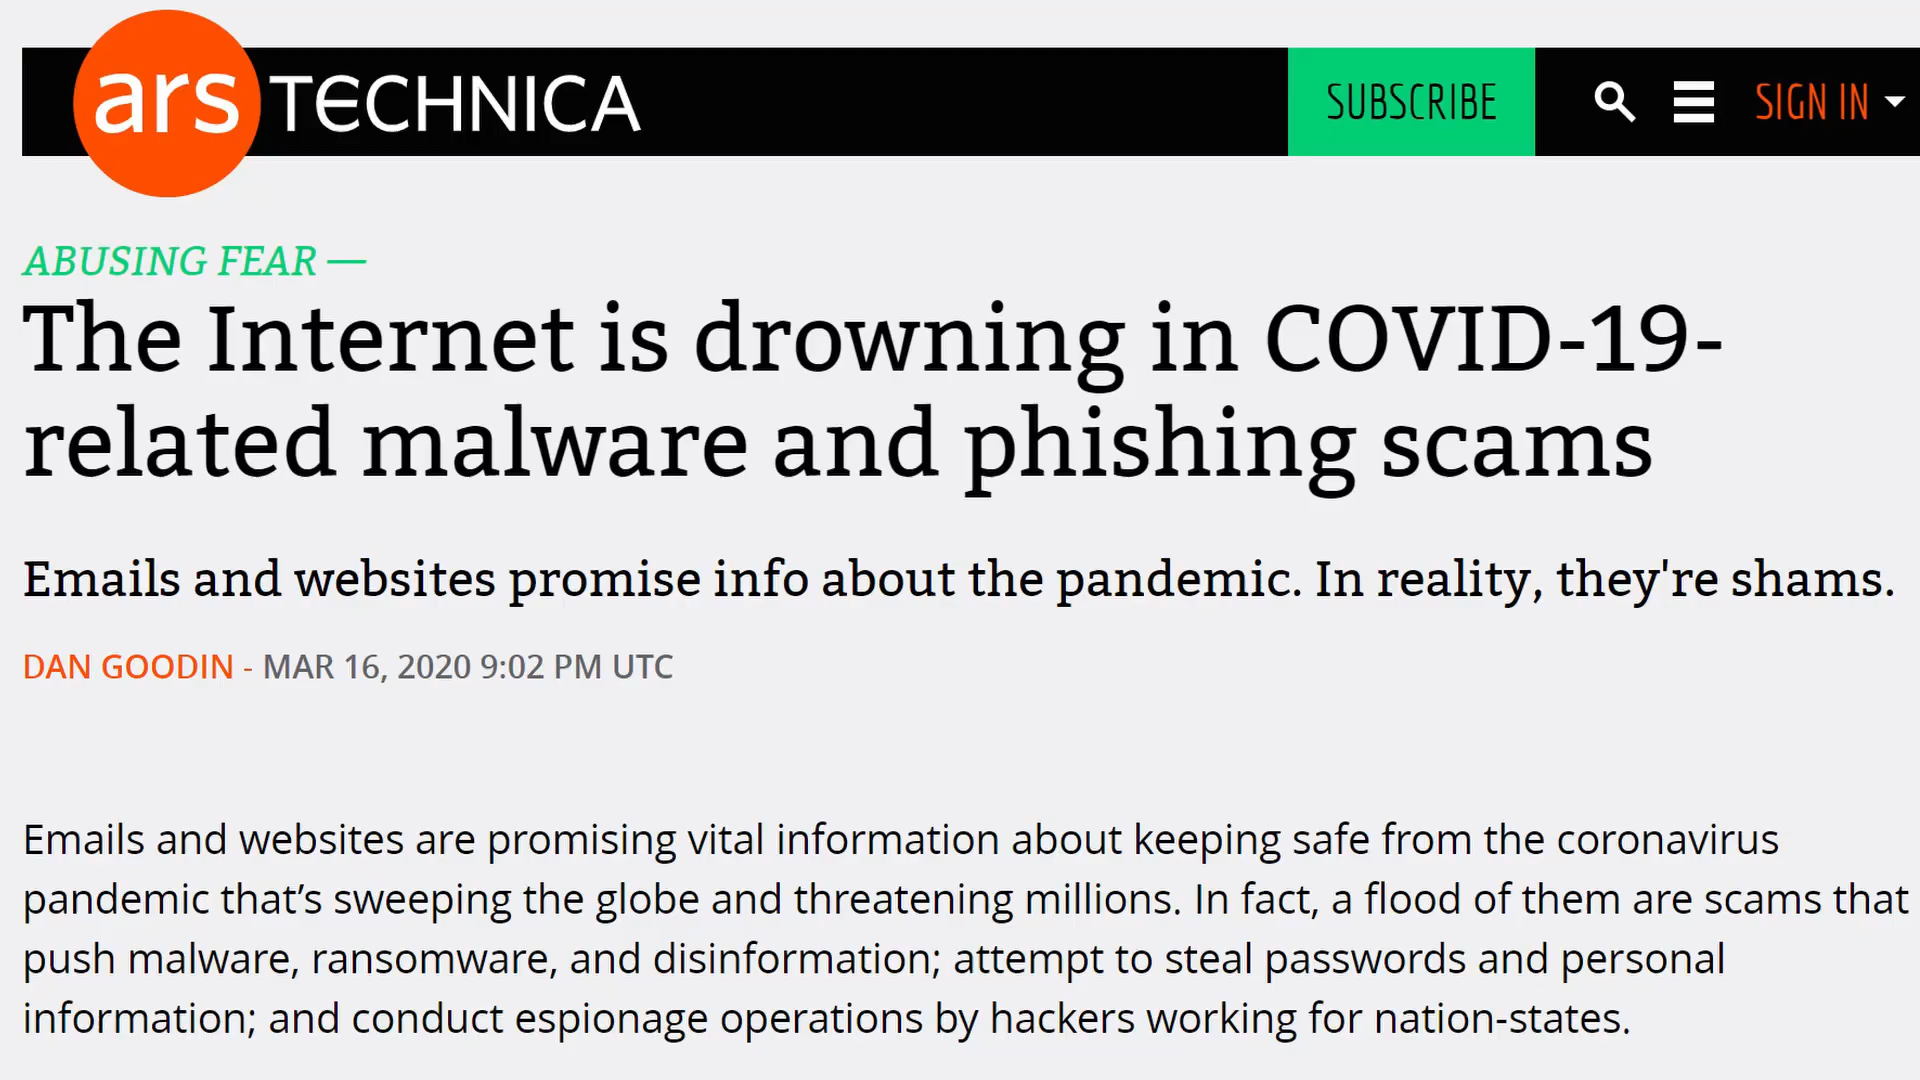 ars TECHNICA
SUBSCRIBE
SIGN IN
ABUSING FEAR —
The Internet is drowning in COVID-19-
related malware and phishing scams
Emails and websites promise info about the pandemic. In reality, they're shams.
DAN GOODIN - MAR 16, 2020 9:02 PM UTC
Emails and websites are promising vital information about keeping safe from the coronavirus
pandemic that’s sweeping the globe and threatening millions. In fact, a flood of them are scams that
push malware, ransomware, and disinformation; attempt to steal passwords and personal
information; and conduct espionage operations by hackers working for nation-states.